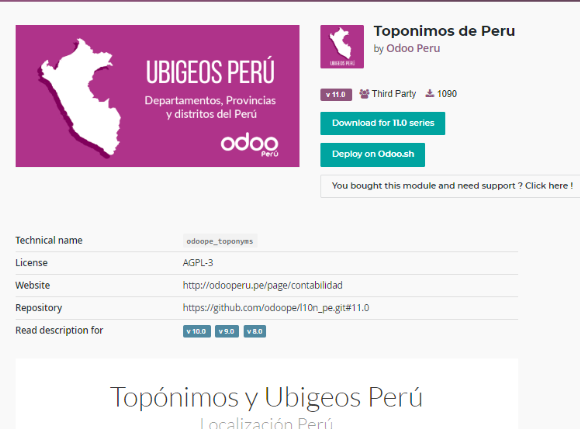 UBIGEOS PERÚ
Departamentos, Provincias
y distritos del Perú
odoo
Perú
UBIGEOS PERÚ
Toponimos de Peru
by Odoo Peru
v 11.0 Third Party 1090
Download for 11.0 series
Deploy on Odoo.sh
You bought this module and need support ? Click here !
Technical name odoope_toponyms
License AGPL-3
Website http://odooperu.pe/page/contabilidad
Repository https://github.com/odoope/l10n_pe.git#11.0
Read description for v 10.0 v 9.0 v 8.0
Topónimos y Ubigeos Perú
Localización Perú